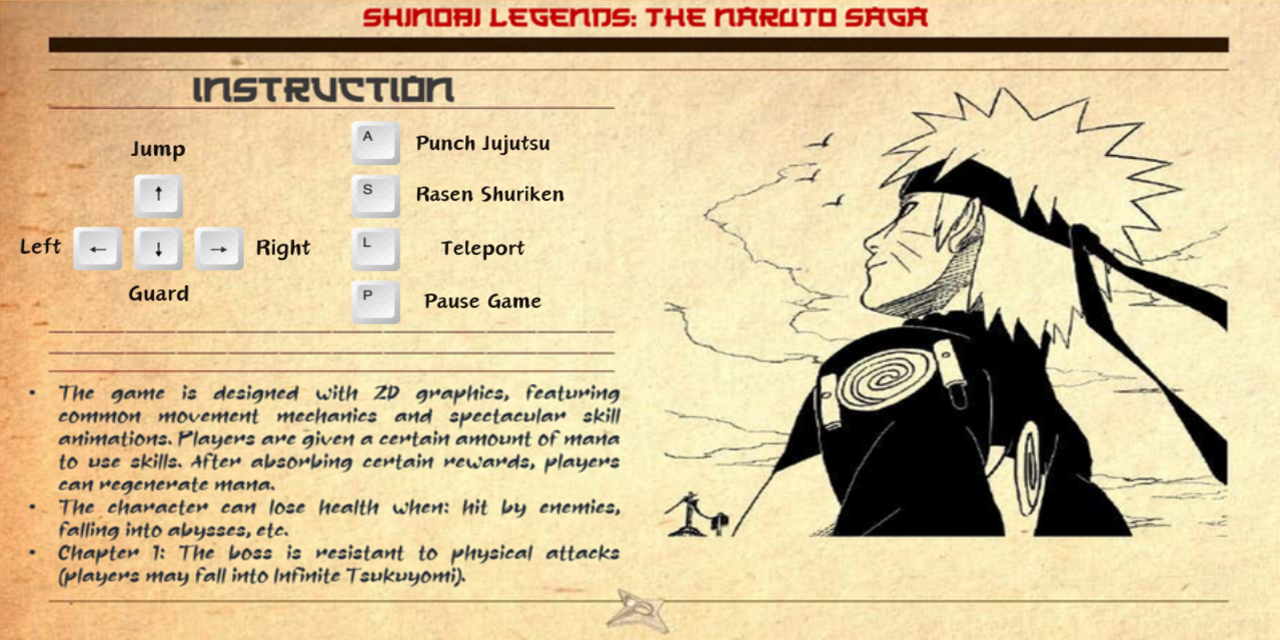 SHINOBI LEGENDS: THE NARUTO SAGA
INSTRUCTION
Jump
↑
Left ← ↓ → Right
Guard
A Punch Jujutsu
S Rasen Shuriken
L Teleport
P Pause Game
• The game is designed with 2D graphics, featuring
common movement mechanics and spectacular skill
animations. Players are given a certain amount of mana
to use skills. After absorbing certain rewards, players
can regenerate mana.
• The character can lose health when: hit by enemies,
falling into abysses, etc.
• Chapter 1: The boss is resistant to physical attacks
(players may fall into Infinite Tsukuyomi).